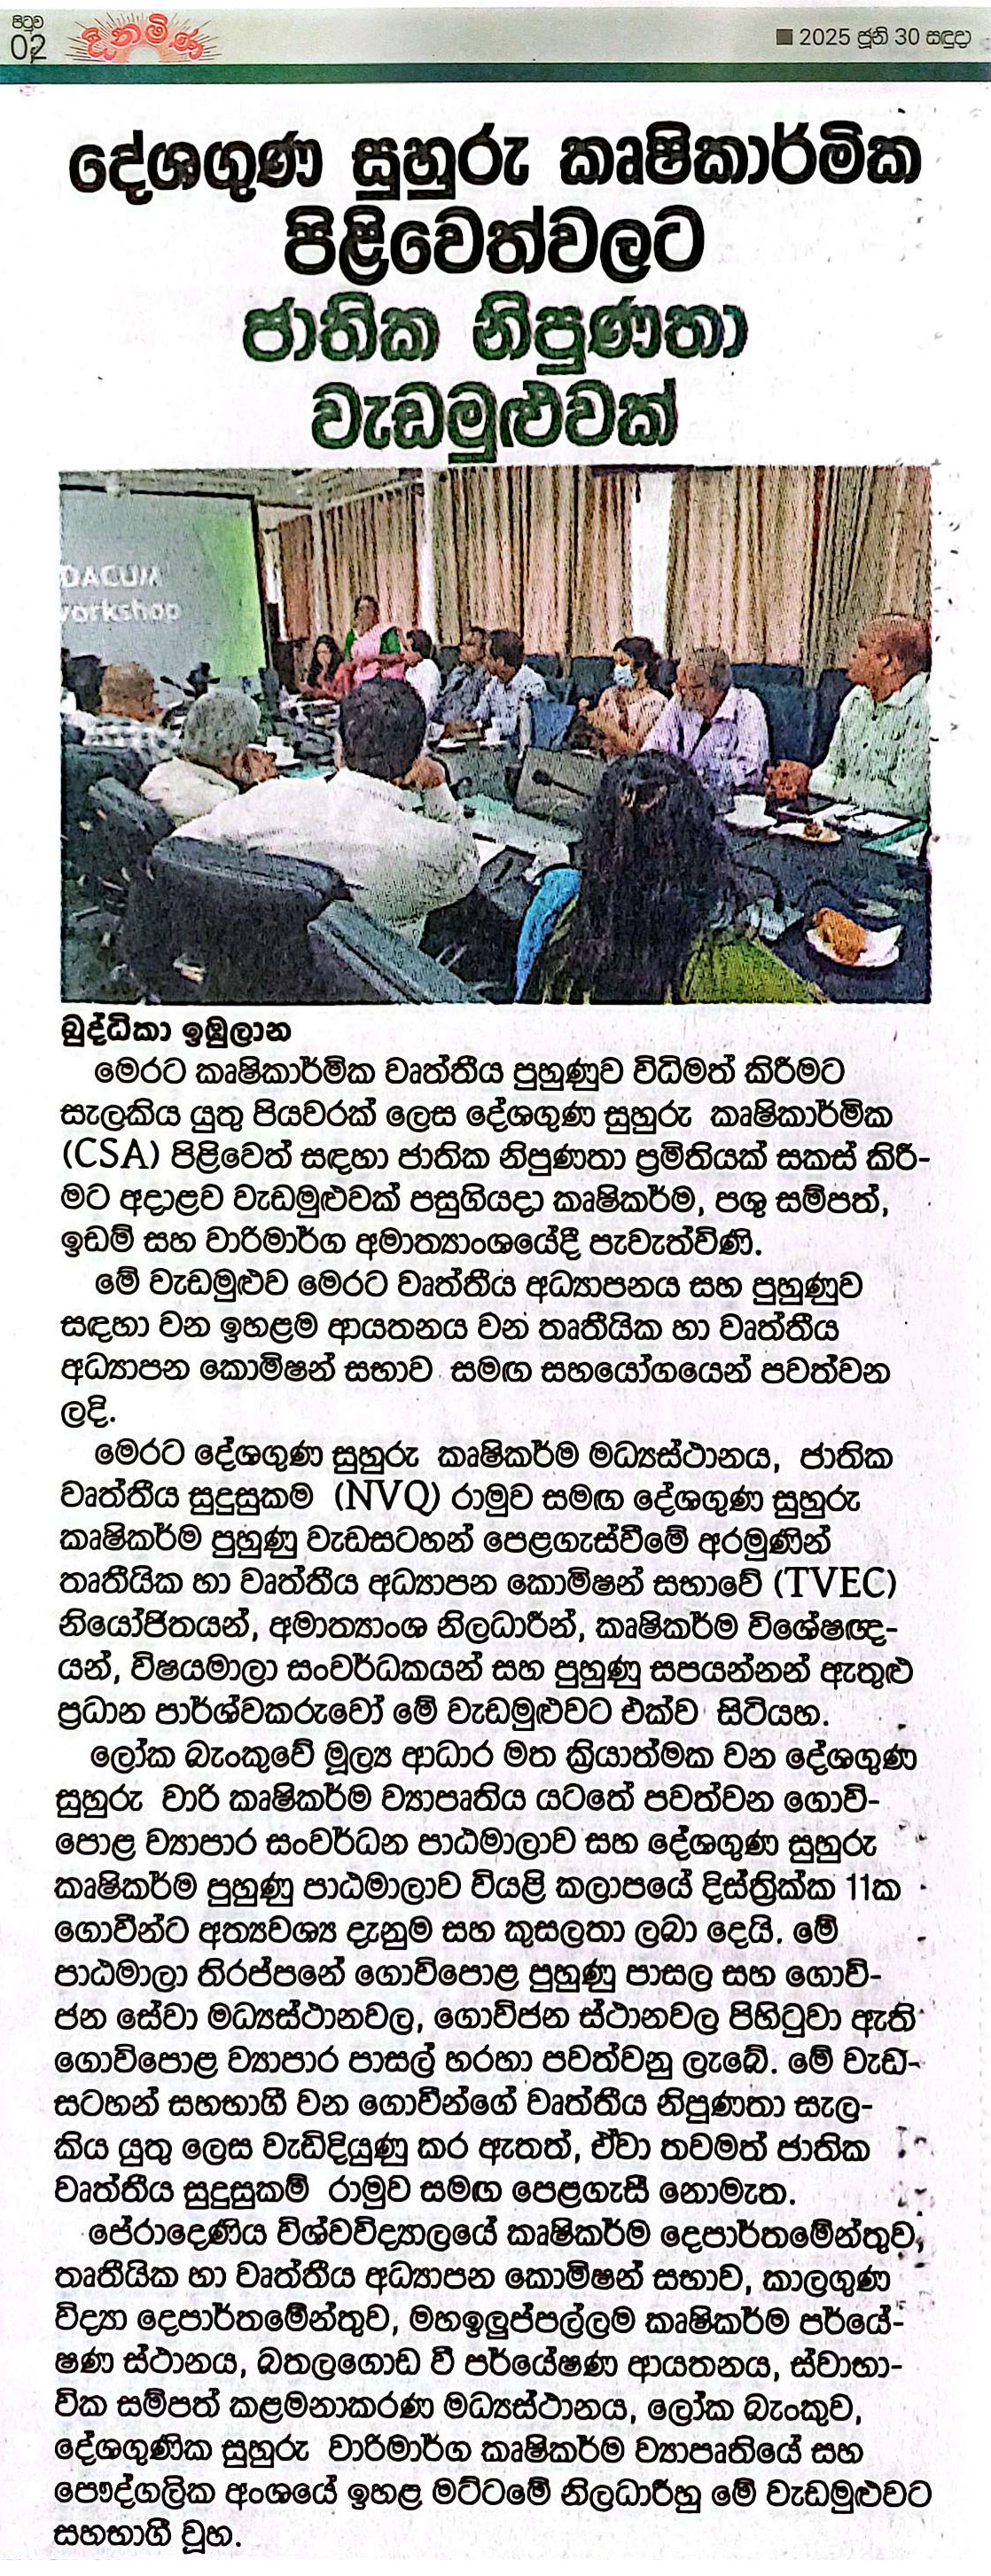 පිටුව
02
දිනමිණ
2025 ජූනි 30 සඳුදා
දේශගුණ සුහුරු කෘෂිකාර්මික
පිළිවෙත්වලට
ජාතික නිපුණතා
වැඩමුළුවක්
DACUM
workshop
බුද්ධිකා ඉඹුලාන
මෙරට කෘෂිකාර්මික වෘත්තීය පුහුණුව විධිමත් කිරීමට
සැලකිය යුතු පියවරක් ලෙස දේශගුණ සුහුරු කෘෂිකාර්මික
(CSA) පිළිවෙත් සඳහා ජාතික නිපුණතා ප්‍රමිතියක් සකස් කිරී-
මට අදාළව වැඩමුළුවක් පසුගියදා කෘෂිකර්ම, පශු සම්පත්,
ඉඩම් සහ වාරිමාර්ග අමාත්‍යාංශයේදී පැවැත්විණි.
මේ වැඩමුළුව මෙරට වෘත්තීය අධ්‍යාපනය සහ පුහුණුව
සඳහා වන ඉහළම ආයතනය වන තෘතීයික හා වෘත්තීය
අධ්‍යාපන කොමිෂන් සභාව සමඟ සහයෝගයෙන් පවත්වන
ලදි.
මෙරට දේශගුණ සුහුරු කෘෂිකර්ම මධ්‍යස්ථානය, ජාතික
වෘත්තීය සුදුසුකම (NVQ) රාමුව සමඟ දේශගුණ සුහුරු
කෘෂිකර්ම පුහුණු වැඩසටහන් පෙළගැස්වීමේ අරමුණින්
තෘතීයික හා වෘත්තීය අධ්‍යාපන කොමිෂන් සභාවේ (TVEC)
නියෝජිතයන්, අමාත්‍යාංශ නිලධාරීන්, කෘෂිකර්ම විශේෂඥ-
යන්, විෂයමාලා සංවර්ධකයන් සහ පුහුණු සපයන්නන් ඇතුළු
ප්‍රධාන පාර්ශ්වකරුවෝ මේ වැඩමුළුවට එක්ව සිටියහ.
ලෝක බැංකුවේ මූල්‍ය ආධාර මත ක්‍රියාත්මක වන දේශගුණ
සුහුරු වාරි කෘෂිකර්ම ව්‍යාපෘතිය යටතේ පවත්වන ගොවි-
පොළ ව්‍යාපාර සංවර්ධන පාඨමාලාව සහ දේශගුණ සුහුරු
කෘෂිකර්ම පුහුණු පාඨමාලාව වියළි කලාපයේ දිස්ත්‍රික්ක 11ක
ගොවීන්ට අත්‍යවශ්‍ය දැනුම සහ කුසලතා ලබා දෙයි. මේ
පාඨමාලා තිරප්පනේ ගොවිපොළ පුහුණු පාසල සහ ගොවි-
ජන සේවා මධ්‍යස්ථානවල, ගොවිජන ස්ථානවල පිහිටුවා ඇති
ගොවිපොළ ව්‍යාපාර පාසල් හරහා පවත්වනු ලැබේ. මේ වැඩ-
සටහන් සහභාගී වන ගොවීන්ගේ වෘත්තීය නිපුණතා සැල-
කිය යුතු ලෙස වැඩිදියුණු කර ඇතත්, ඒවා තවමත් ජාතික
වෘත්තීය සුදුසුකම් රාමුව සමඟ පෙළගැසී නොමැත.
පේරාදෙණිය විශ්වවිද්‍යාලයේ කෘෂිකර්ම දෙපාර්තමේන්තුව,
තෘතීයික හා වෘත්තීය අධ්‍යාපන කොමිෂන් සභාව, කාලගුණ
විද්‍යා දෙපාර්තමේන්තුව, මහඉලුප්පල්ලම කෘෂිකර්ම පර්යේ-
ෂණ ස්ථානය, බතලගොඩ වී පර්යේෂණ ආයතනය, ස්වාභා-
වික සම්පත් කළමනාකරණ මධ්‍යස්ථානය, ලෝක බැංකුව,
දේශගුණික සුහුරු වාරිමාර්ග කෘෂිකර්ම ව්‍යාපෘතියේ සහ
පෞද්ගලික අංශයේ ඉහළ මට්ටමේ නිලධාරීහු මේ වැඩමුළුවට
සහභාගී වූහ.